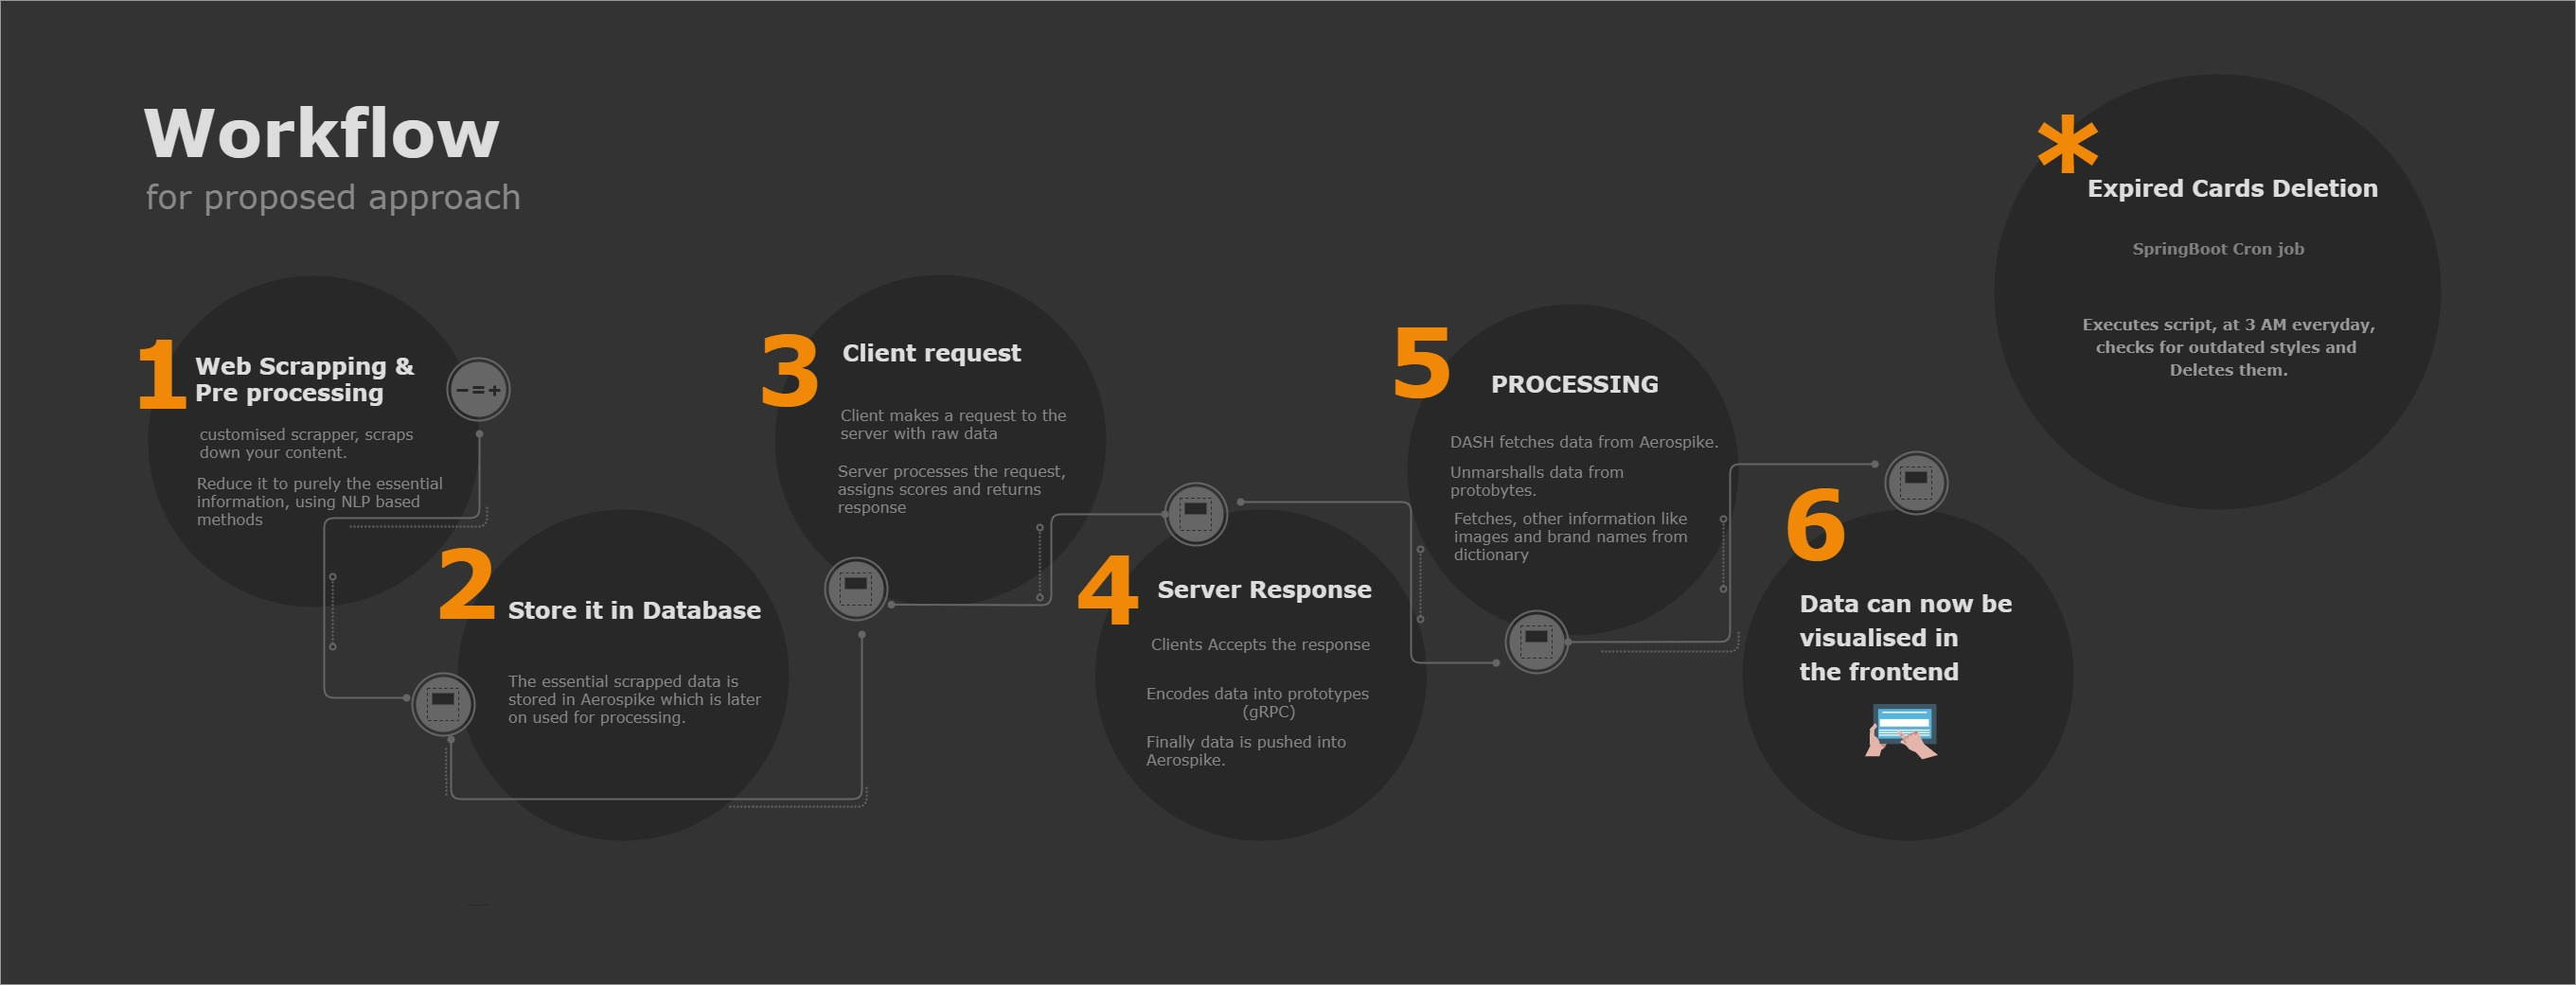 Workflow
for proposed approach
1
Web Scrapping &
Pre processing
customised scrapper, scraps
down your content.
Reduce it to purely the essential
information, using NLP based
methods
- = +
2
Store it in Database
The essential scrapped data is
stored in Aerospike which is later
on used for processing.
3
Client request
Client makes a request to the
server with raw data
Server processes the request,
assigns scores and returns
response
4
Server Response
Clients Accepts the response
Encodes data into prototypes
(gRPC)
Finally data is pushed into
Aerospike.
5
PROCESSING
DASH fetches data from Aerospike.
Unmarshalls data from
protobytes.
Fetches, other information like
images and brand names from
dictionary
6
Data can now be
visualised in
the frontend
*
Expired Cards Deletion
SpringBoot Cron job
Executes script, at 3 AM everyday,
checks for outdated styles and
Deletes them.